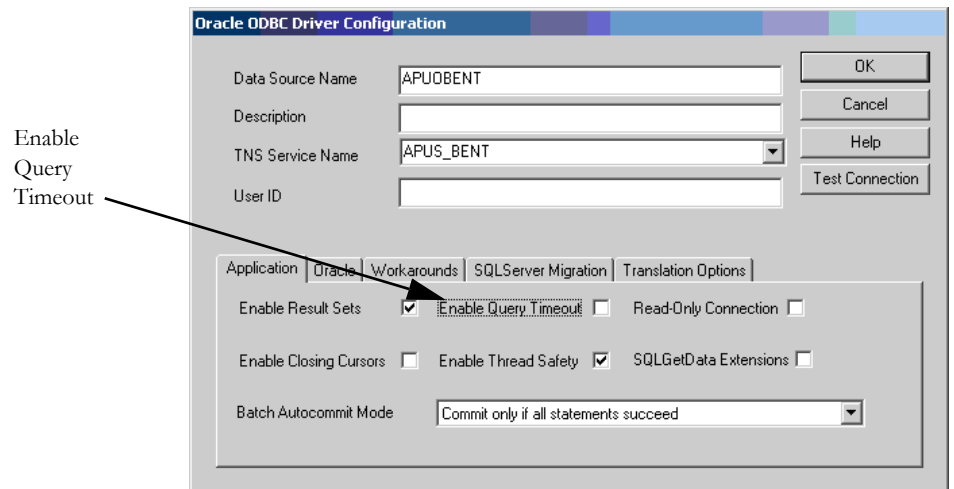 Oracle ODBC Driver Configuration
Data Source Name APUOBENT
Description
TNS Service Name APUS_BENT
User ID
OK
Cancel
Help
Test Connection
Enable
Query
Timeout
Application Oracle Workarounds SQLServer Migration Translation Options
Enable Result Sets Enable Query Timeout Read-Only Connection
Enable Closing Cursors Enable Thread Safety SQLGetData Extensions
Batch Autocommit Mode Commit only if all statements succeed